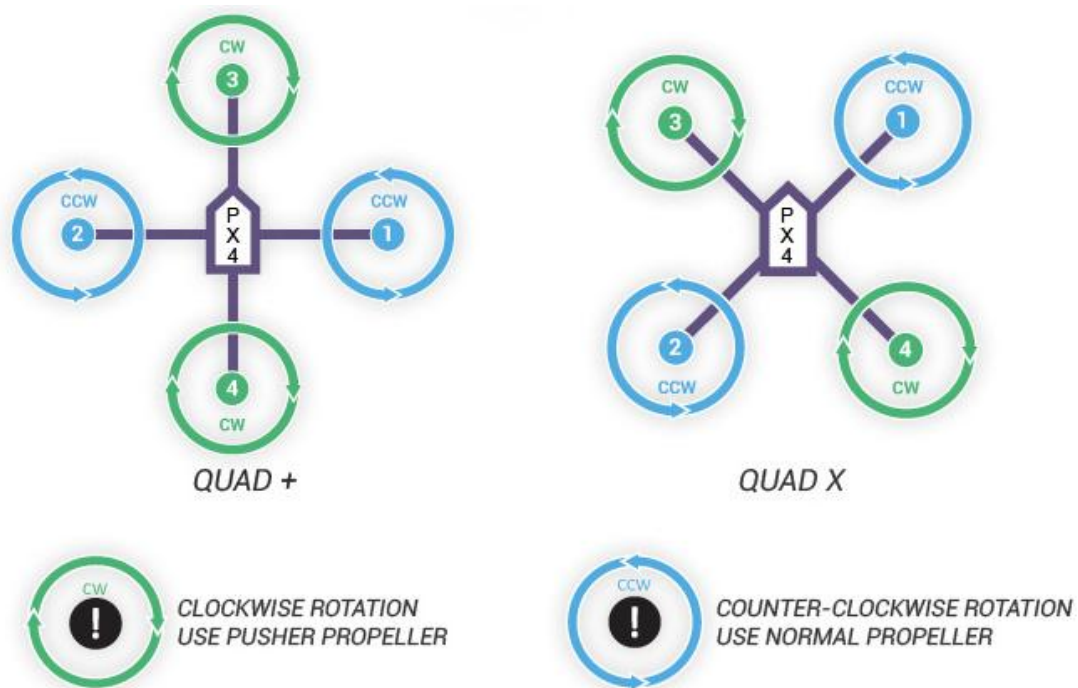 CW
3
CCW
2
P
X
4
CCW
1
4
CW
QUAD +
CW
3
CCW
1
P
X
4
2
CCW
4
CW
QUAD X
CW
!
CLOCKWISE ROTATION
USE PUSHER PROPELLER
CCW
!
COUNTER-CLOCKWISE ROTATION
USE NORMAL PROPELLER